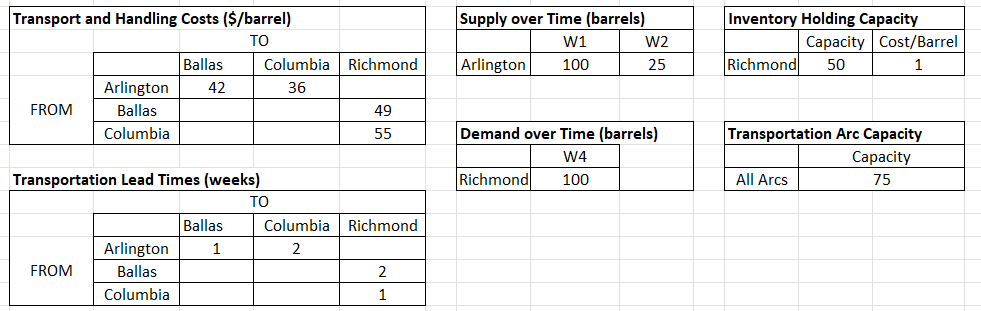 Transport and Handling Costs ($/barrel)
TO
Ballas Columbia Richmond
Arlington 42 36
FROM Ballas 49
Columbia 55
Transportation Lead Times (weeks)
TO
Ballas Columbia Richmond
Arlington 1 2
FROM Ballas 2
Columbia 1
Supply over Time (barrels)
W1 W2
Arlington 100 25
Demand over Time (barrels)
W4
Richmond 100
Inventory Holding Capacity
Capacity Cost/Barrel
Richmond 50 1
Transportation Arc Capacity
Capacity
All Arcs 75